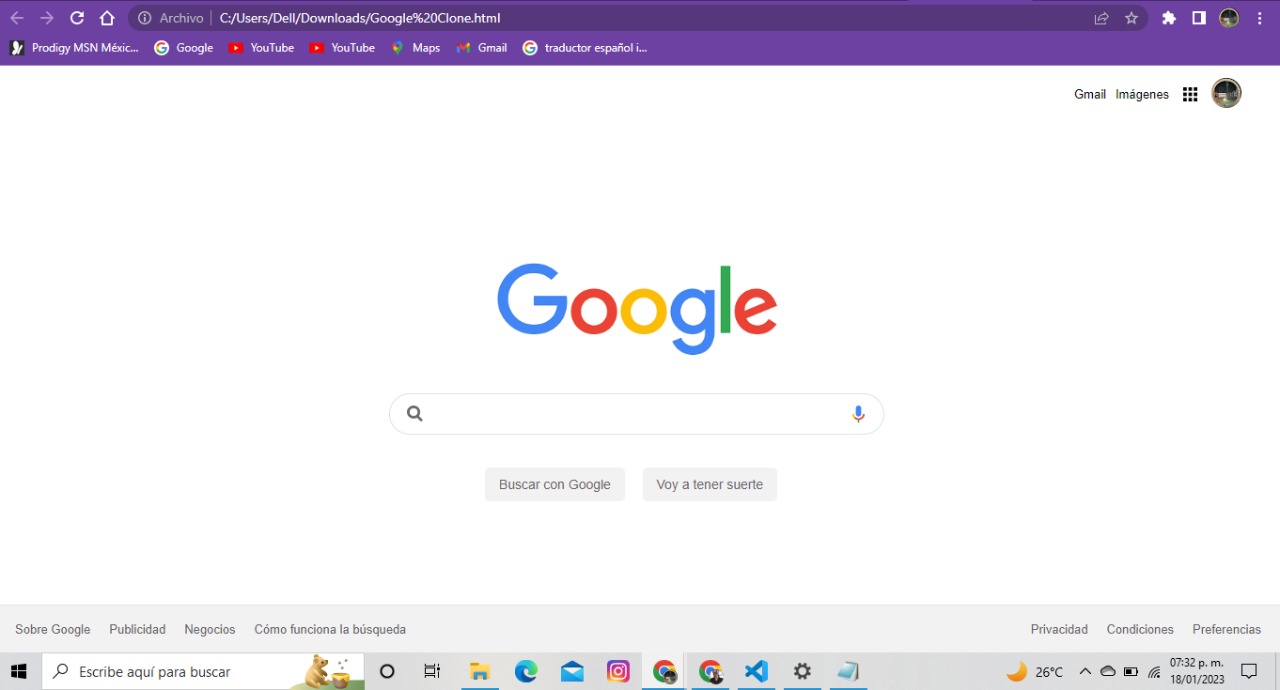 Archivo | C:/Users/Dell/Downloads/Google%20Clone.html
Prodigy MSN Méxic... Google YouTube YouTube Maps Gmail traductor español i...
Gmail Imágenes
Google
Buscar con Google Voy a tener suerte
Sobre Google Publicidad Negocios Cómo funciona la búsqueda Privacidad Condiciones Preferencias
Escribe aquí para buscar 26°C 07:32 p. m.
18/01/2023